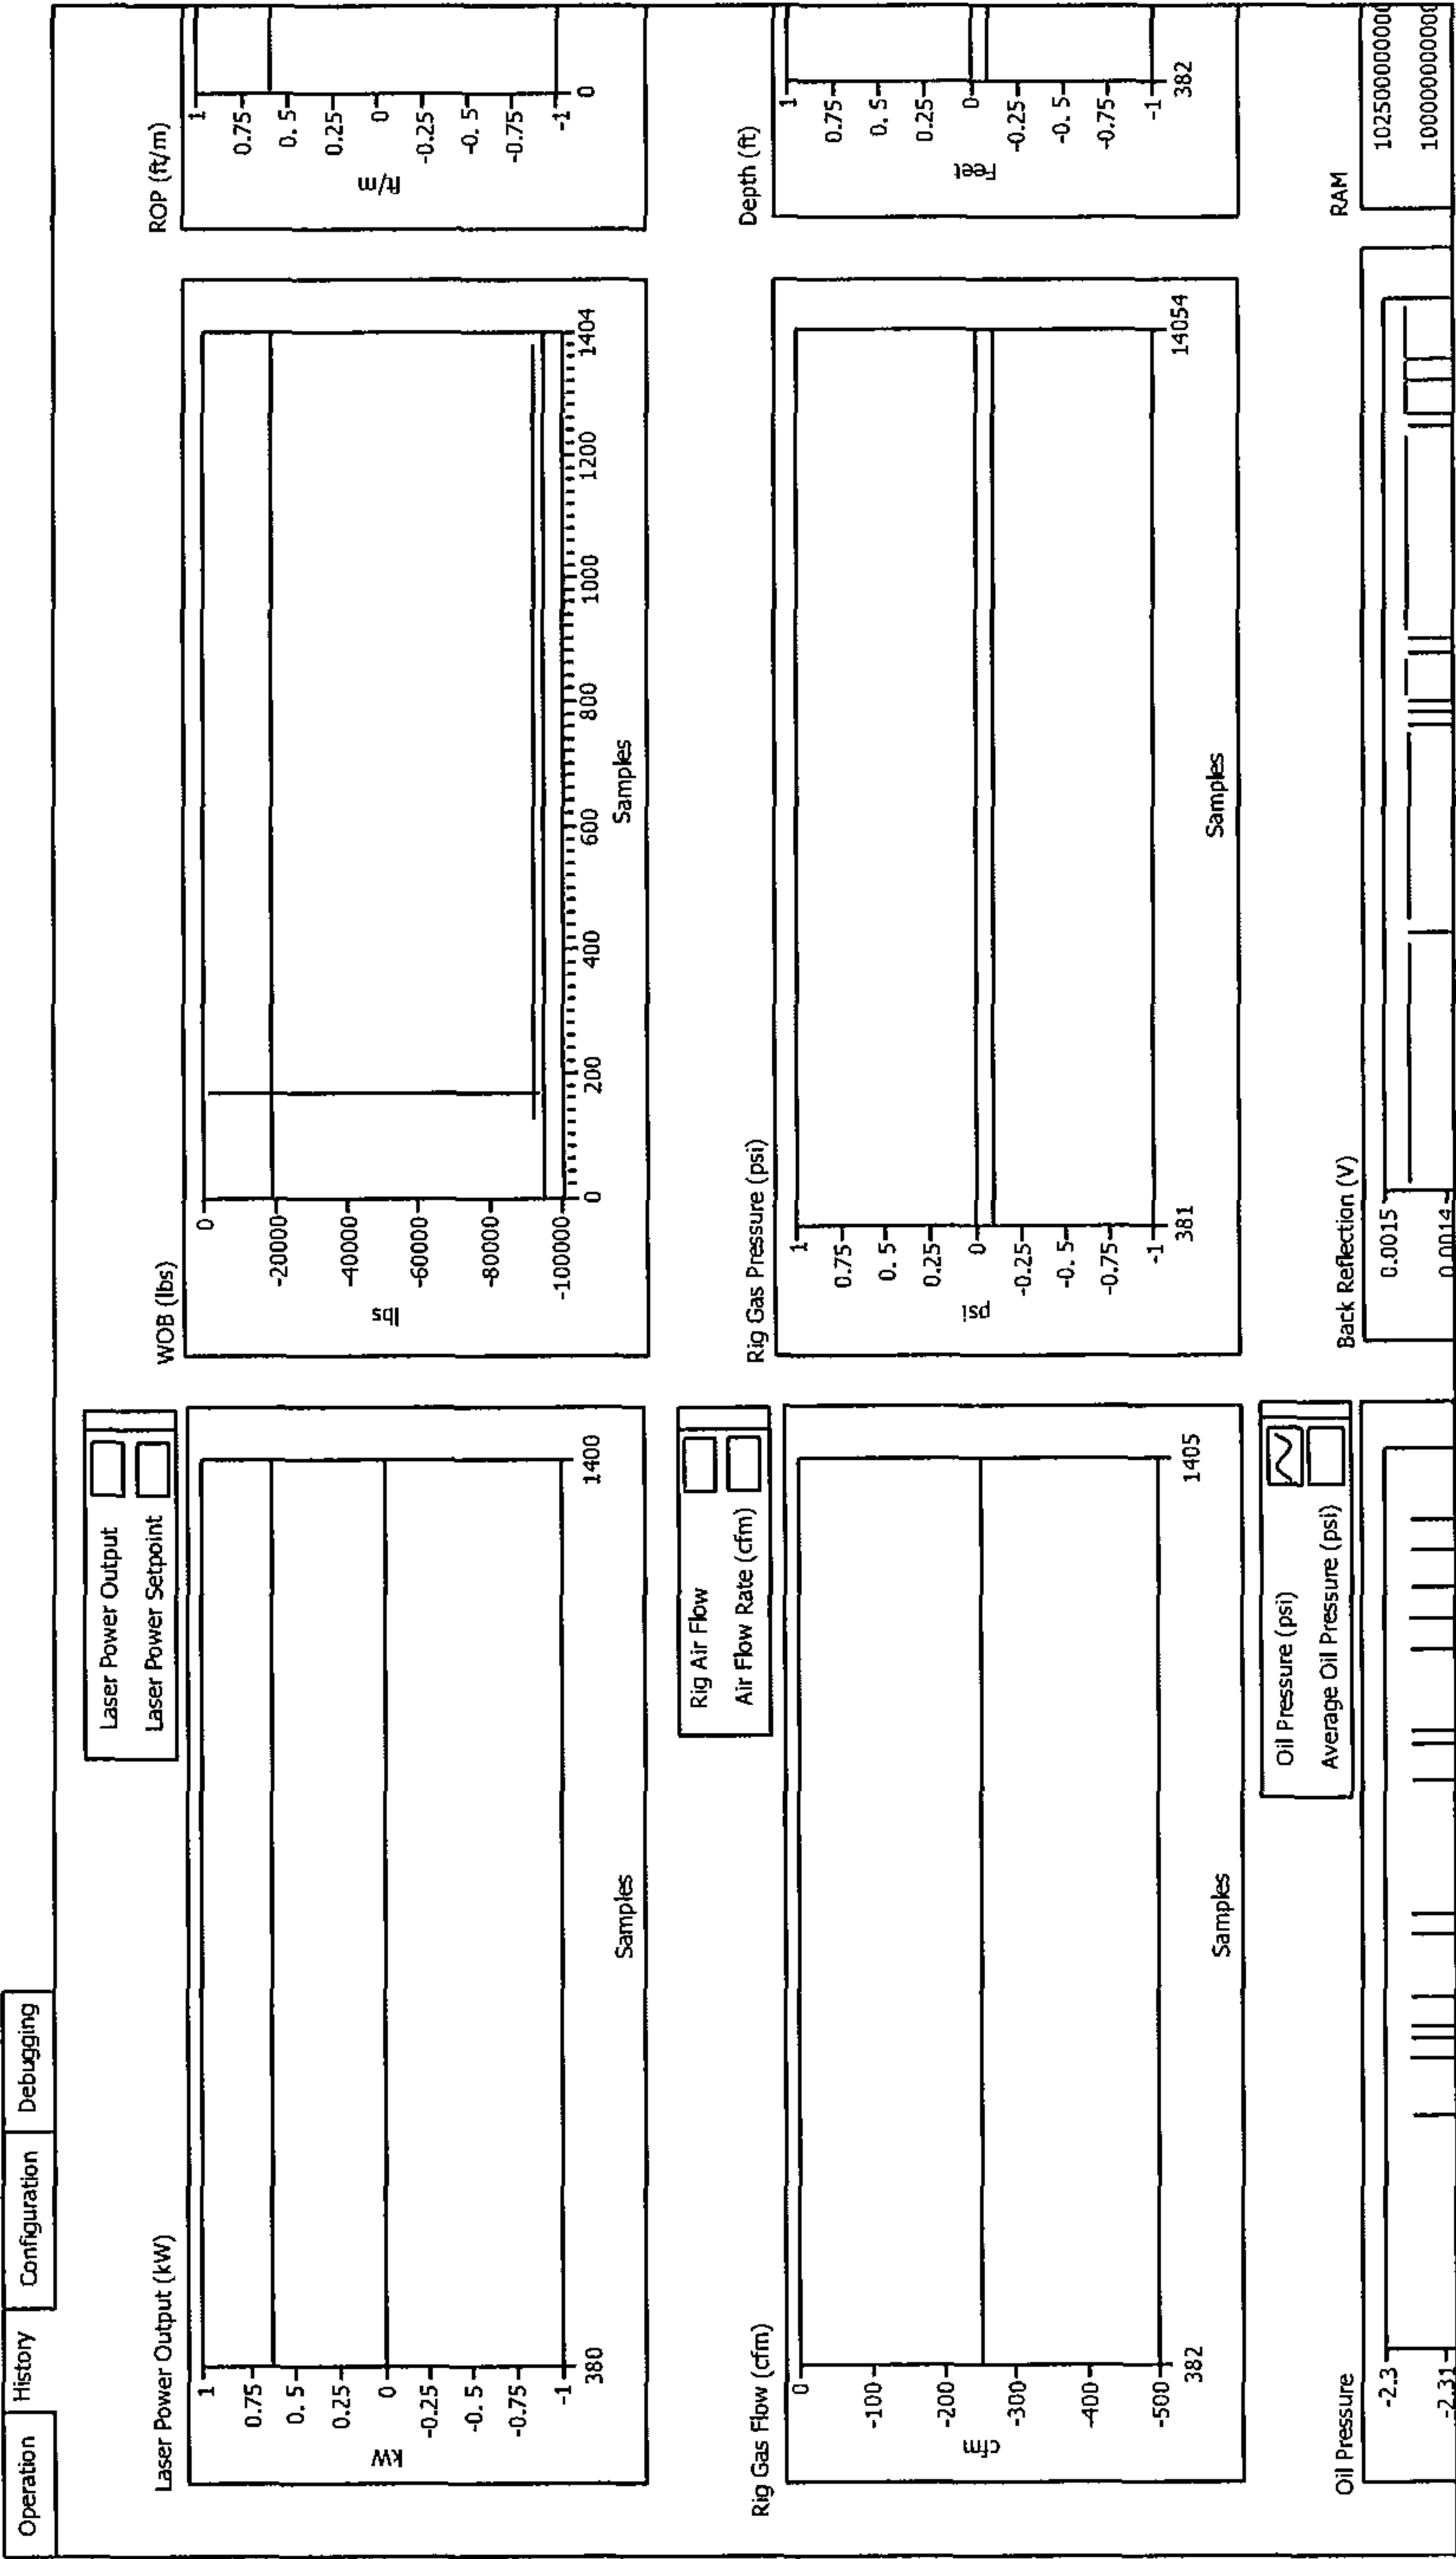 Operation
History
Configuration
Debugging
Laser Power Output (kW)
Laser Power Output
Laser Power Setpoint
1
0.75
0. 5
0.25
0
-0.25
-0. 5
-0.75
-1
kW
380
1400
Samples
WOB (lbs)
0
-20000
-40000
-60000
-80000
-100000
lbs
0 200 400 600 800 1000 1200 1404
Samples
ROP (ft/m)
1
0.75
0. 5
0.25
0
-0.25
-0. 5
-0.75
-1
ft/m
0
Rig Gas Flow (cfm)
Rig Air Flow
Air Flow Rate (cfm)
0
-100
-200
-300
-400
-500
cfm
382
1405
Samples
Rig Gas Pressure (psi)
1
0.75
0. 5
0.25
0
-0.25
-0. 5
-0.75
-1
psi
381
14054
Samples
Depth (ft)
1
0.75
0. 5
0.25
0
-0.25
-0. 5
-0.75
-1
Feet
382
Oil Pressure
Oil Pressure (psi)
Average Oil Pressure (psi)
-2.3
-2.31
Back Reflection (V)
0.0015
0.0014
RAM